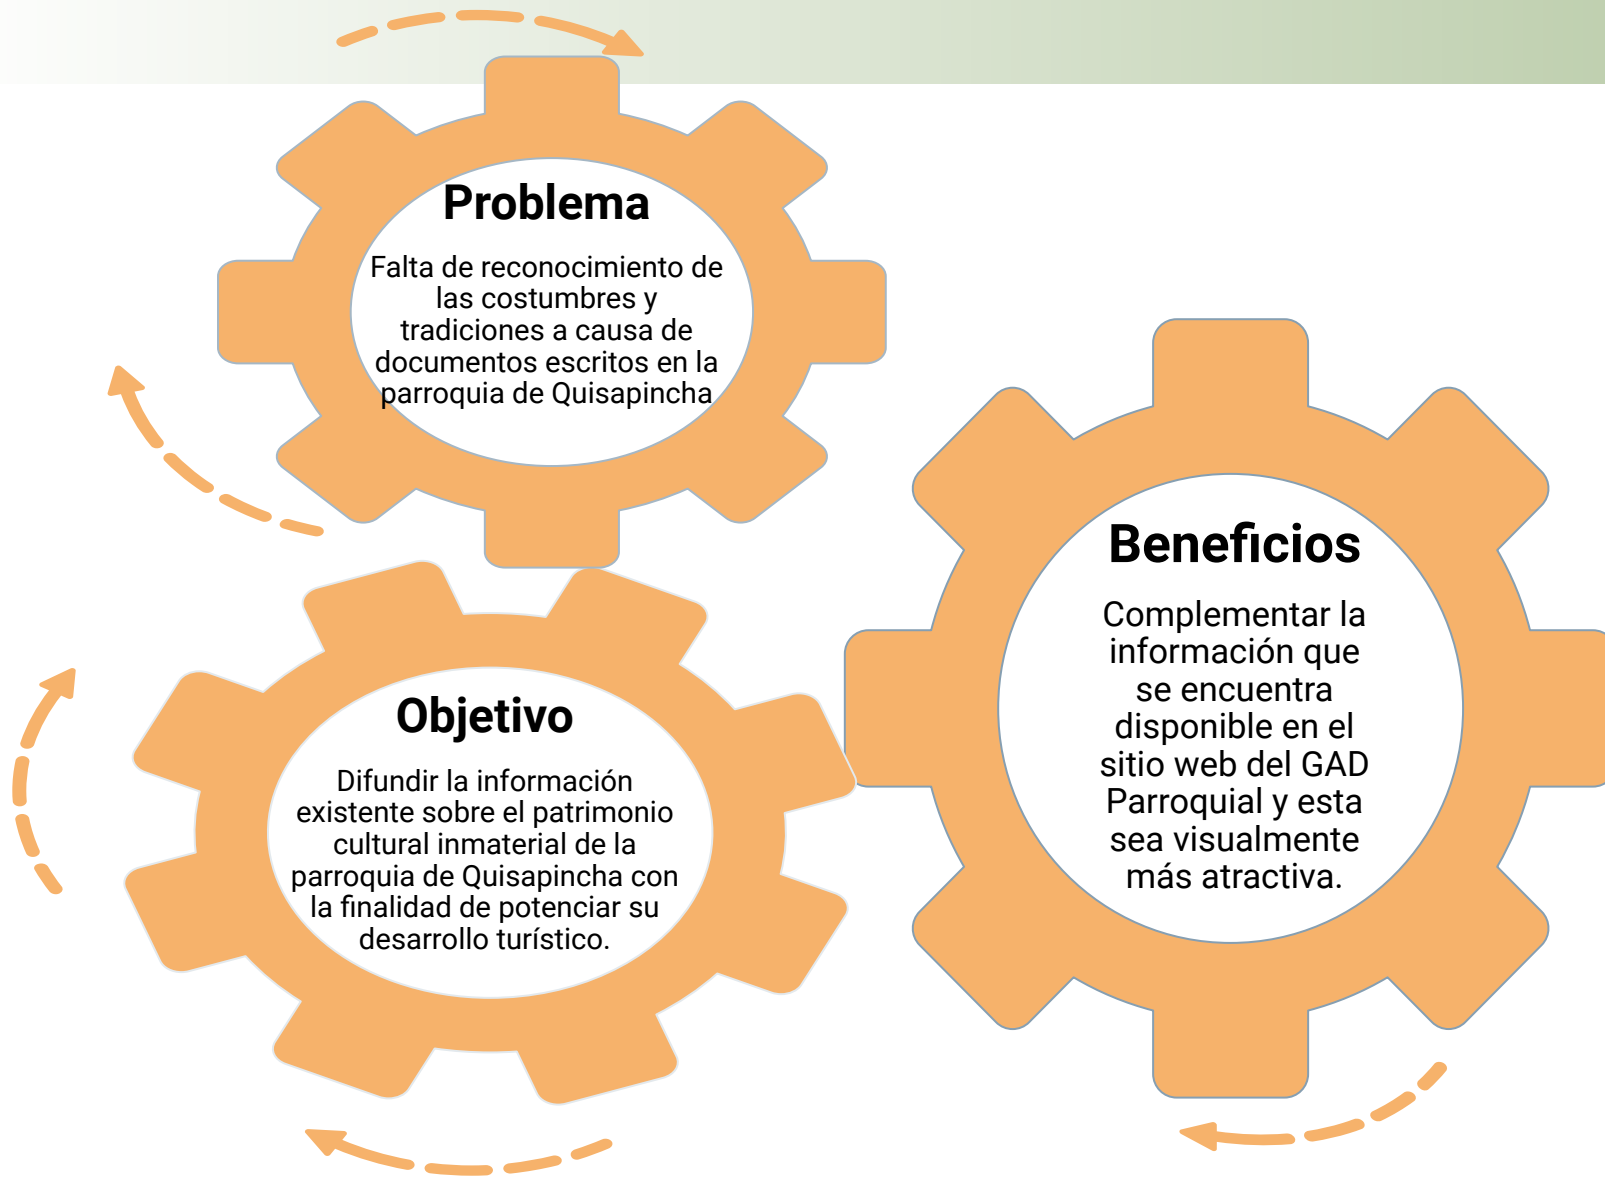 Problema
Falta de reconocimiento de
las costumbres y
tradiciones a causa de
documentos escritos en la
parroquia de Quisapincha
Objetivo
Difundir la información
existente sobre el patrimonio
cultural inmaterial de la
parroquia de Quisapincha con
la finalidad de potenciar su
desarrollo turístico.
Beneficios
Complementar la
información que
se encuentra
disponible en el
sitio web del GAD
Parroquial y esta
sea visualmente
más atractiva.